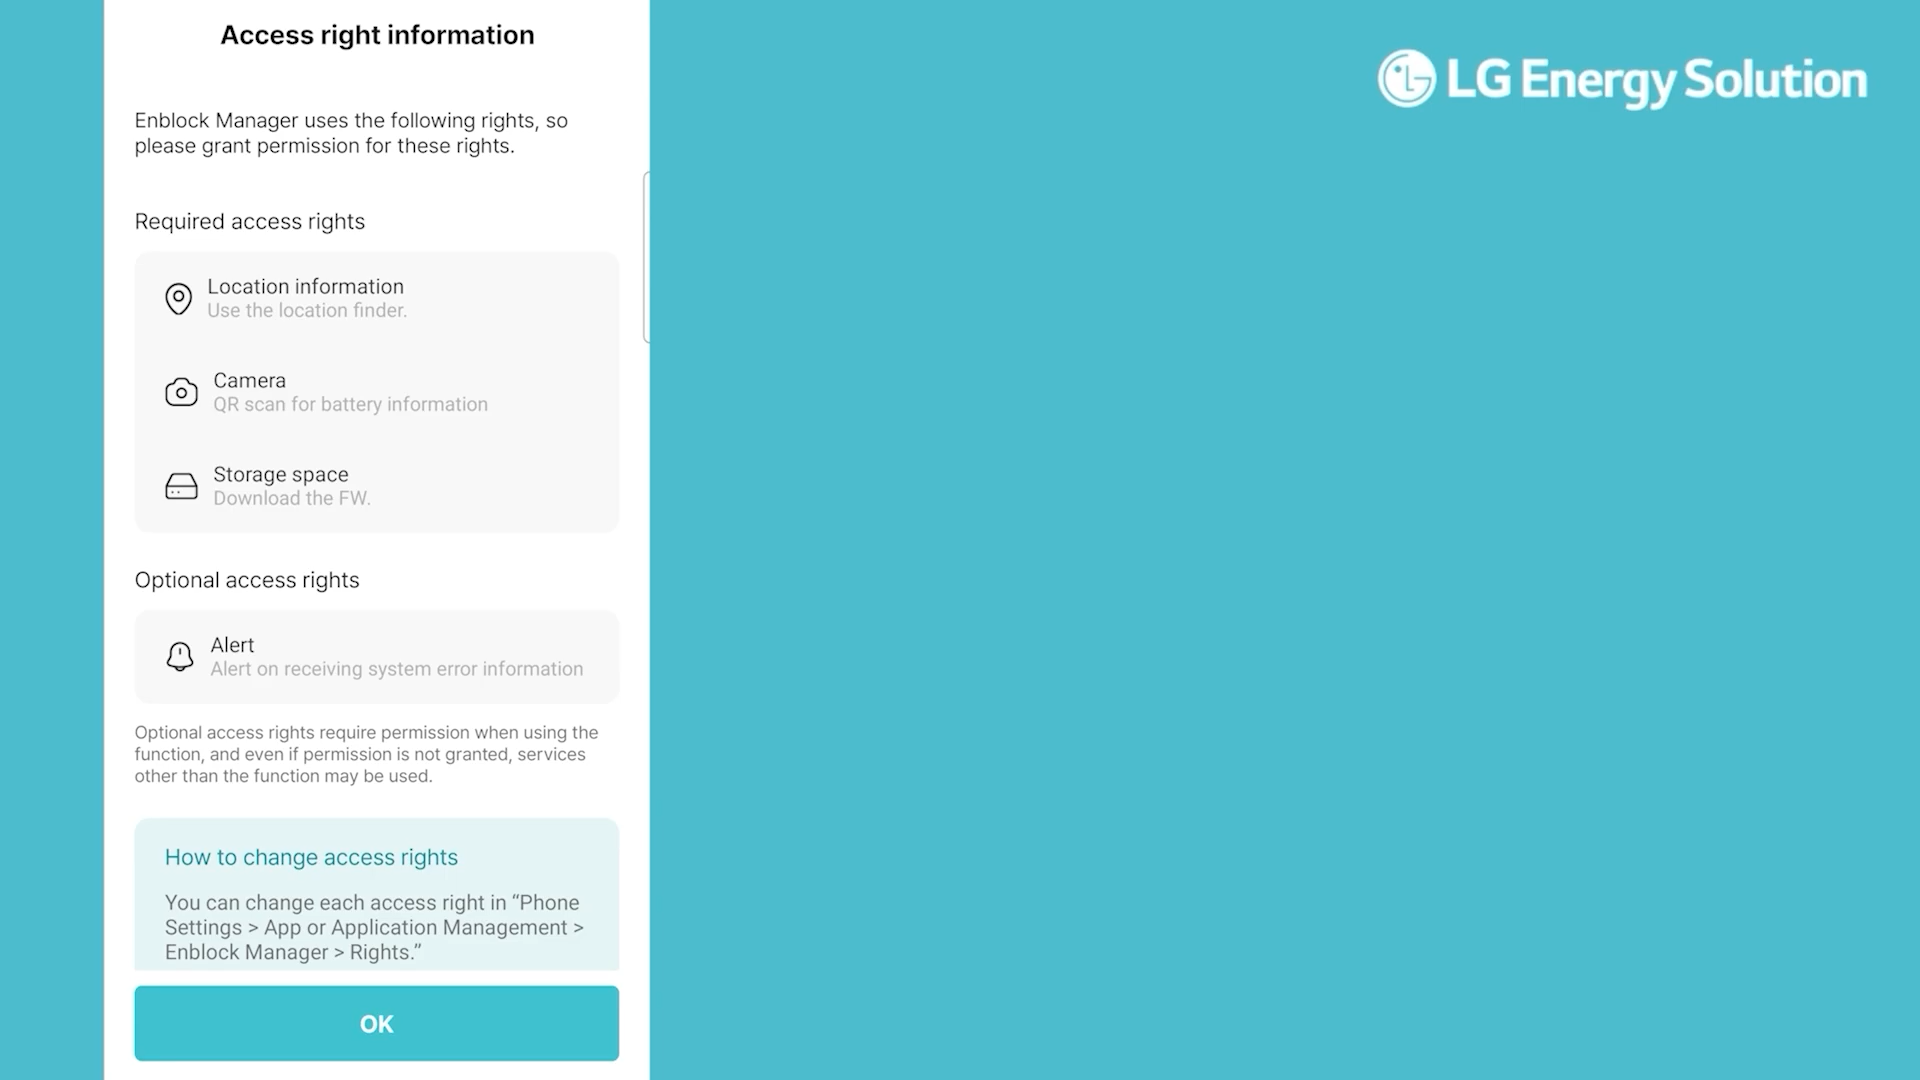 Access right information
LG Energy Solution
Enblock Manager uses the following rights, so
please grant permission for these rights.
Required access rights
Location information
Use the location finder.
Camera
QR scan for battery information
Storage space
Download the FW.
Optional access rights
Alert
Alert on receiving system error information
Optional access rights require permission when using the
function, and even if permission is not granted, services
other than the function may be used.
How to change access rights
You can change each access right in “Phone
Settings > App or Application Management >
Enblock Manager > Rights.”
OK